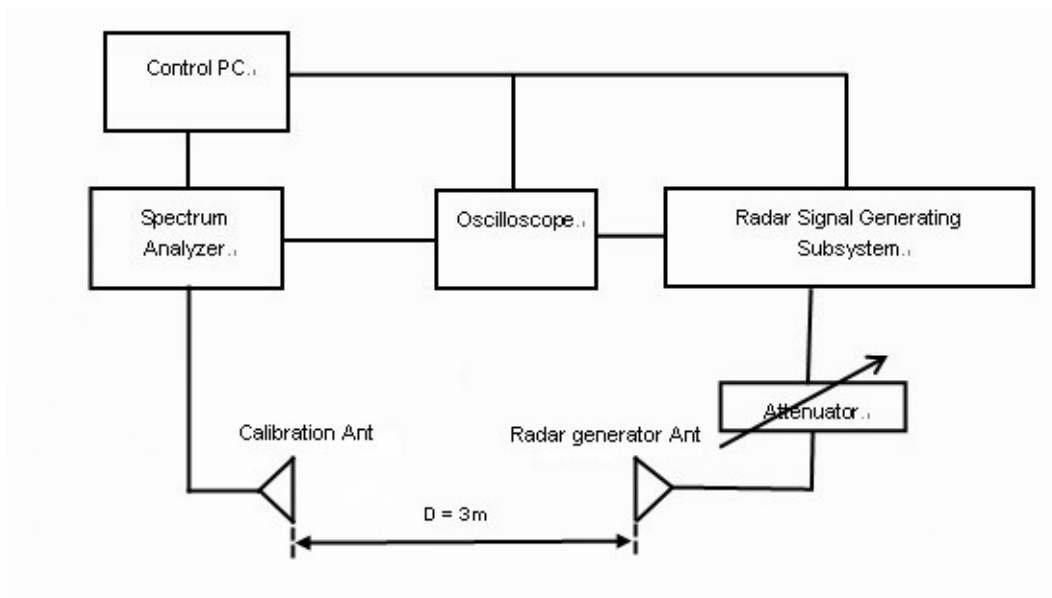 Control PC.
Spectrum
Analyzer.
Oscilloscope.
Radar Signal Generating
Subsystem.
Attenuator.
Calibration Ant
Radar generator Ant
D = 3m